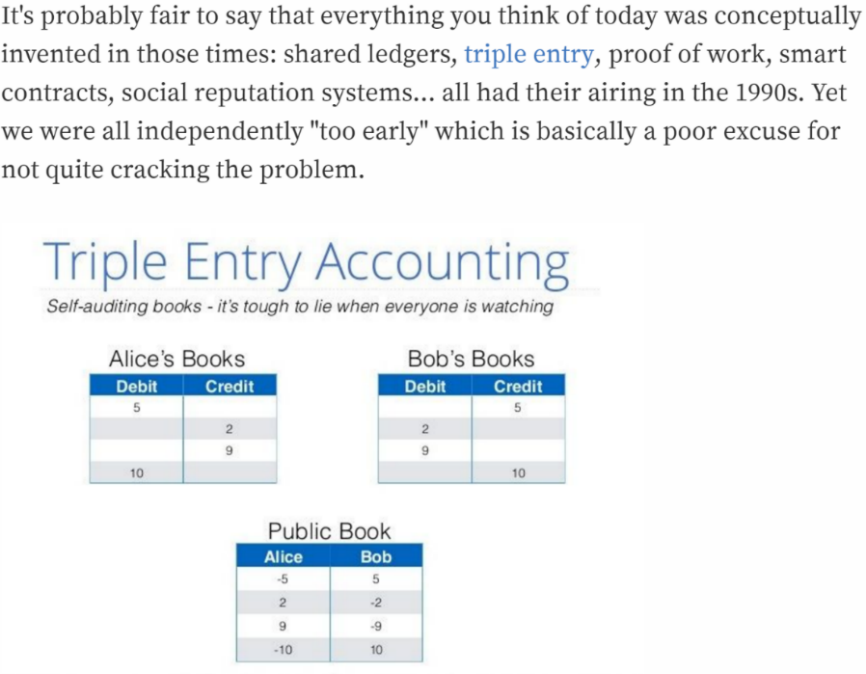 It's probably fair to say that everything you think of today was conceptually
invented in those times: shared ledgers, triple entry, proof of work, smart
contracts, social reputation systems... all had their airing in the 1990s. Yet
we were all independently "too early" which is basically a poor excuse for
not quite cracking the problem.
Triple Entry Accounting
Self-auditing books - it's tough to lie when everyone is watching
Alice's Books
Debit Credit
5
2
9
10
Bob's Books
Debit Credit
5
2
9
10
Public Book
Alice Bob
-5 5
2 -2
9 -9
-10 10